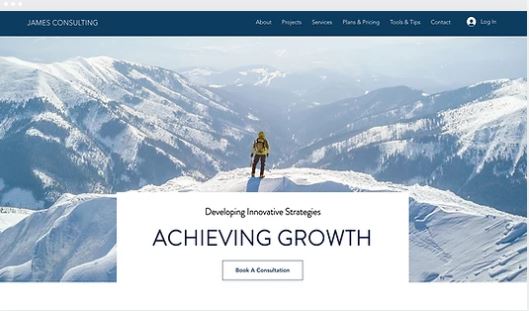 JAMES CONSULTING
About Projects Services Plans & Pricing Tools & Tips Contact Log In
Developing Innovative Strategies
ACHIEVING GROWTH
Book A Consultation